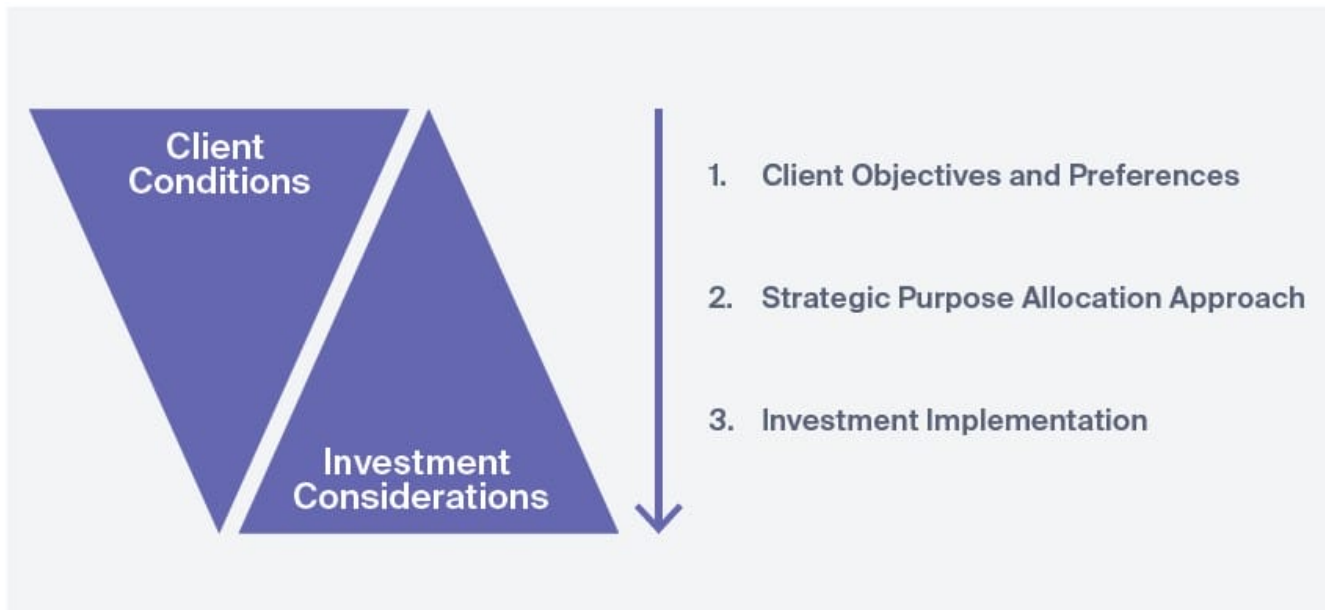 Client
Conditions
Investment
Considerations
1. Client Objectives and Preferences
2. Strategic Purpose Allocation Approach
3. Investment Implementation